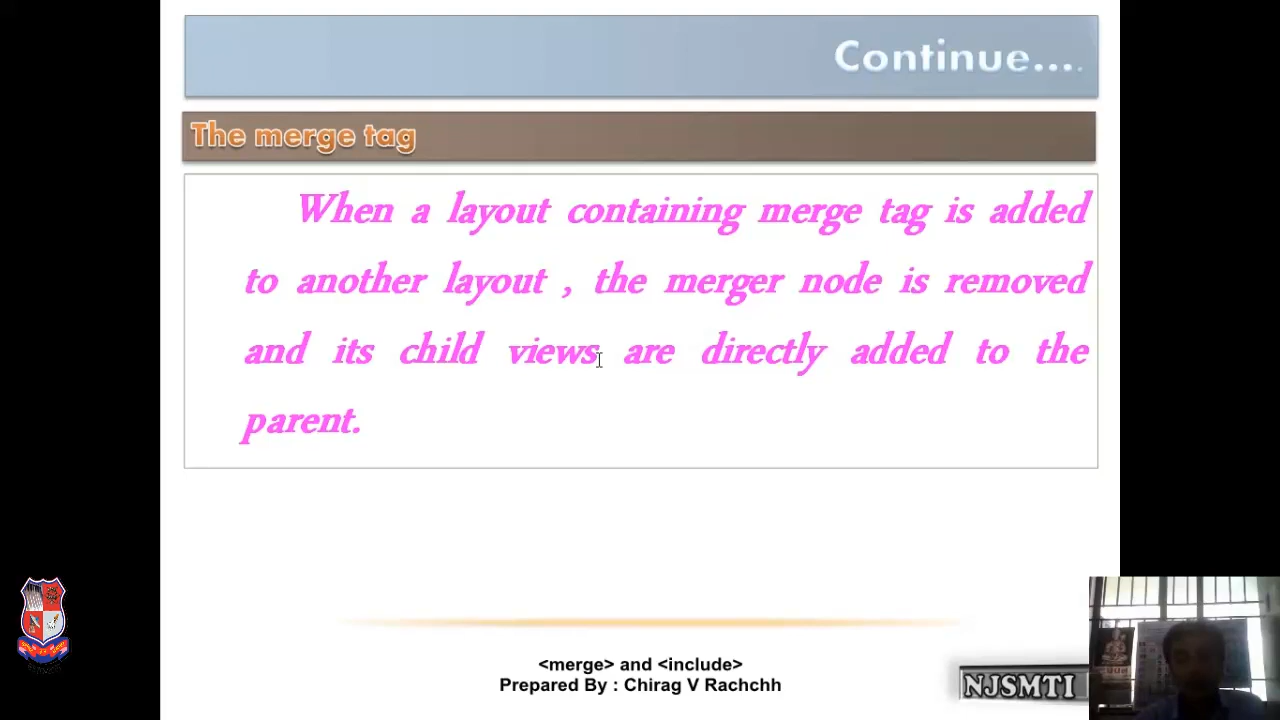 Continue....
The merge tag
When a layout containing merge tag is added
to another layout , the merger node is removed
and its child views are directly added to the
parent.
<merge> and <include>
Prepared By : Chirag V Rachchh
NJSMTI